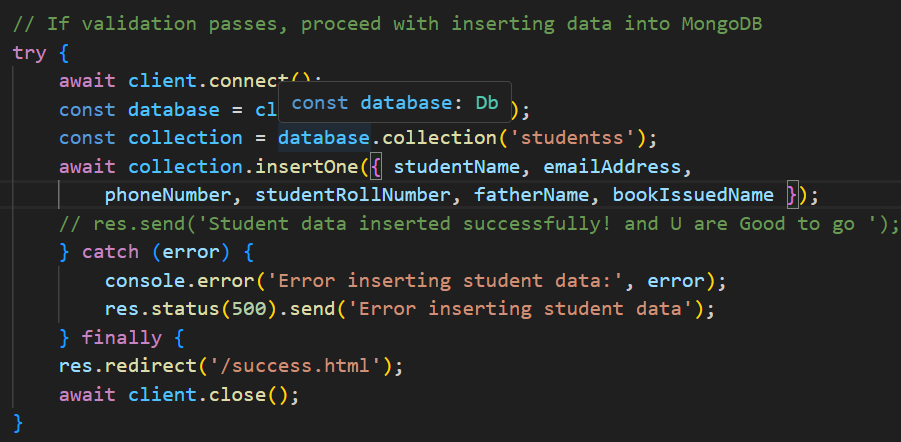 // If validation passes, proceed with inserting data into MongoDB
try {
await client.connect();
const database = cl
const database: Db
);
const collection = database.collection('studentss');
await collection.insertOne({ studentName, emailAddress,
phoneNumber, studentRollNumber, fatherName, bookIssuedName });
// res.send('Student data inserted successfully! and U are Good to go ');
} catch (error) {
console.error('Error inserting student data:', error);
res.status(500).send('Error inserting student data');
} finally {
res.redirect('/success.html');
await client.close();
}